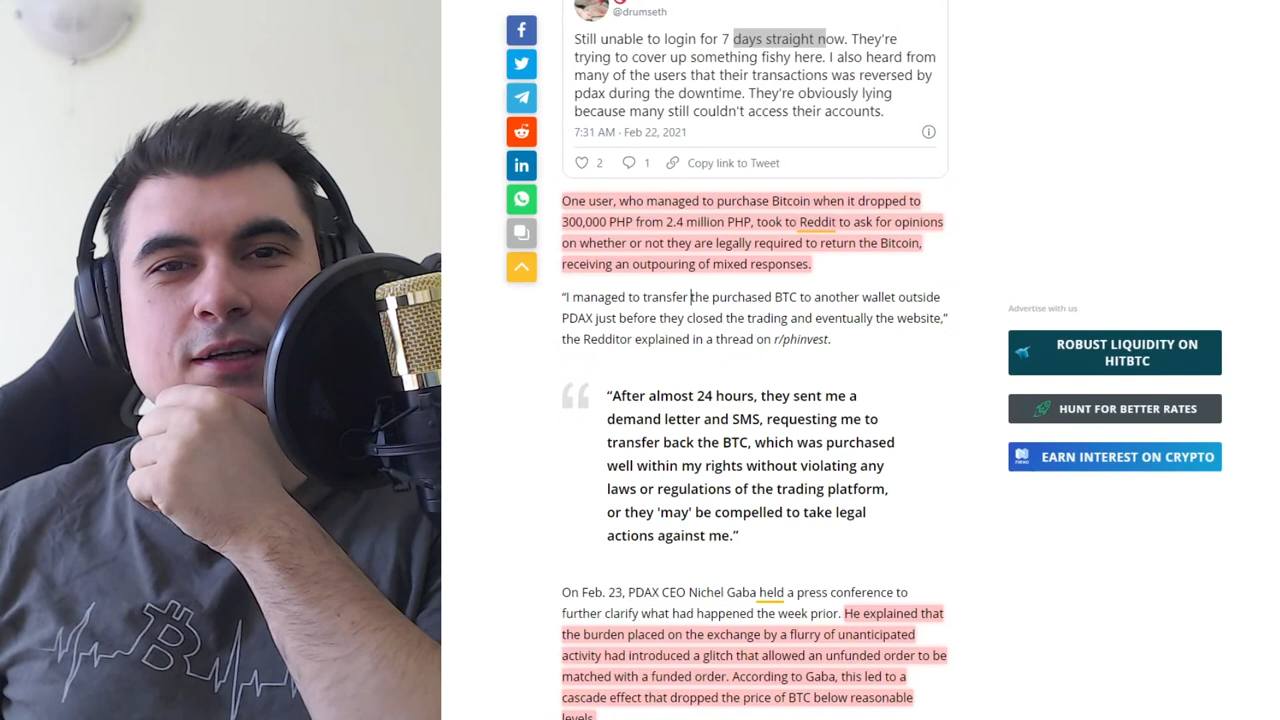 @drumseth
Still unable to login for 7 days straight now. They're
trying to cover up something fishy here. I also heard from
many of the users that their transactions was reversed by
pdax during the downtime. They're obviously lying
because many still couldn't access their accounts.
7:31 AM · Feb 22, 2021
2 1 Copy link to Tweet
One user, who managed to purchase Bitcoin when it dropped to
300,000 PHP from 2.4 million PHP, took to Reddit to ask for opinions
on whether or not they are legally required to return the Bitcoin,
receiving an outpouring of mixed responses.
“I managed to transfer the purchased BTC to another wallet outside
PDAX just before they closed the trading and eventually the website,”
the Redditor explained in a thread on r/phinvest.
“After almost 24 hours, they sent me a
demand letter and SMS, requesting me to
transfer back the BTC, which was purchased
well within my rights without violating any
laws or regulations of the trading platform,
or they 'may' be compelled to take legal
actions against me.”
On Feb. 23, PDAX CEO Nichel Gaba held a press conference to
further clarify what had happened the week prior. He explained that
the burden placed on the exchange by a flurry of unanticipated
activity had introduced a glitch that allowed an unfunded order to be
matched with a funded order. According to Gaba, this led to a
cascade effect that dropped the price of BTC below reasonable
levels.
Advertise with us
ROBUST LIQUIDITY ON
HITBTC
HUNT FOR BETTER RATES
nexo
EARN INTEREST ON CRYPTO